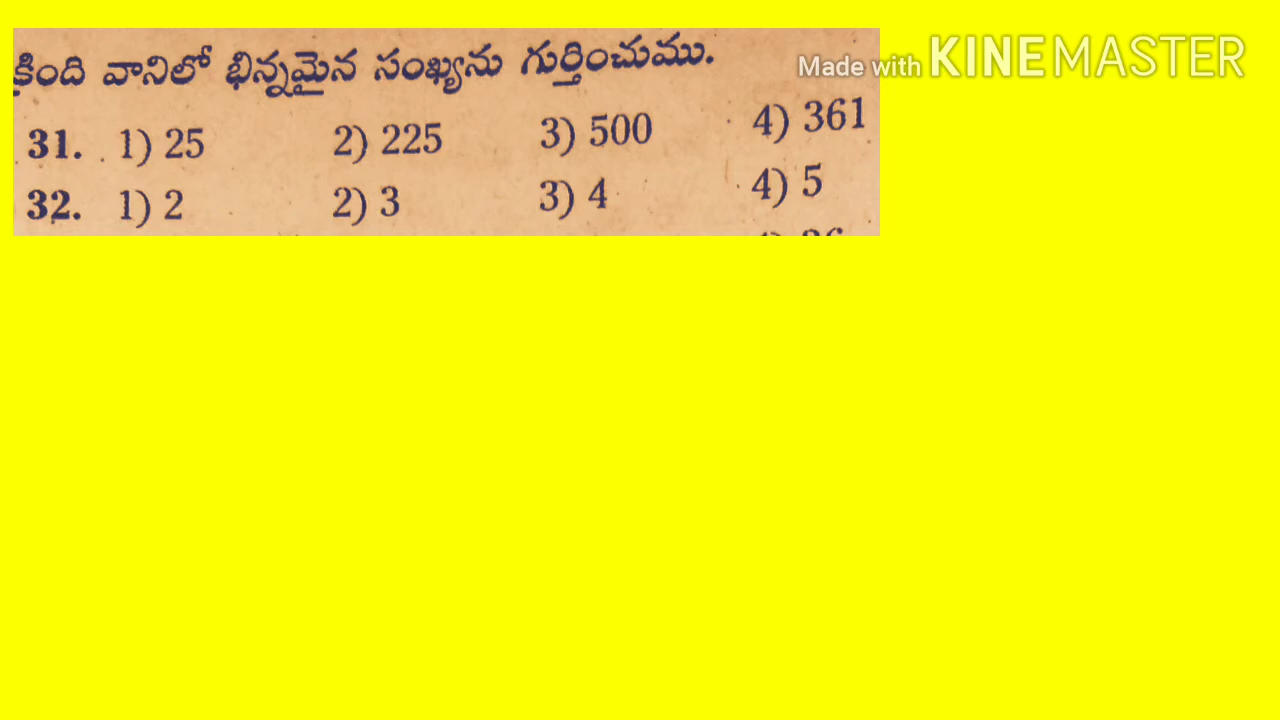 కింది వానిలో భిన్నమైన సంఖ్యను గుర్తించుము.
Made with KINEMASTER
31. 1) 25 2) 225 3) 500 4) 361
32. 1) 2 2) 3 3) 4 4) 5